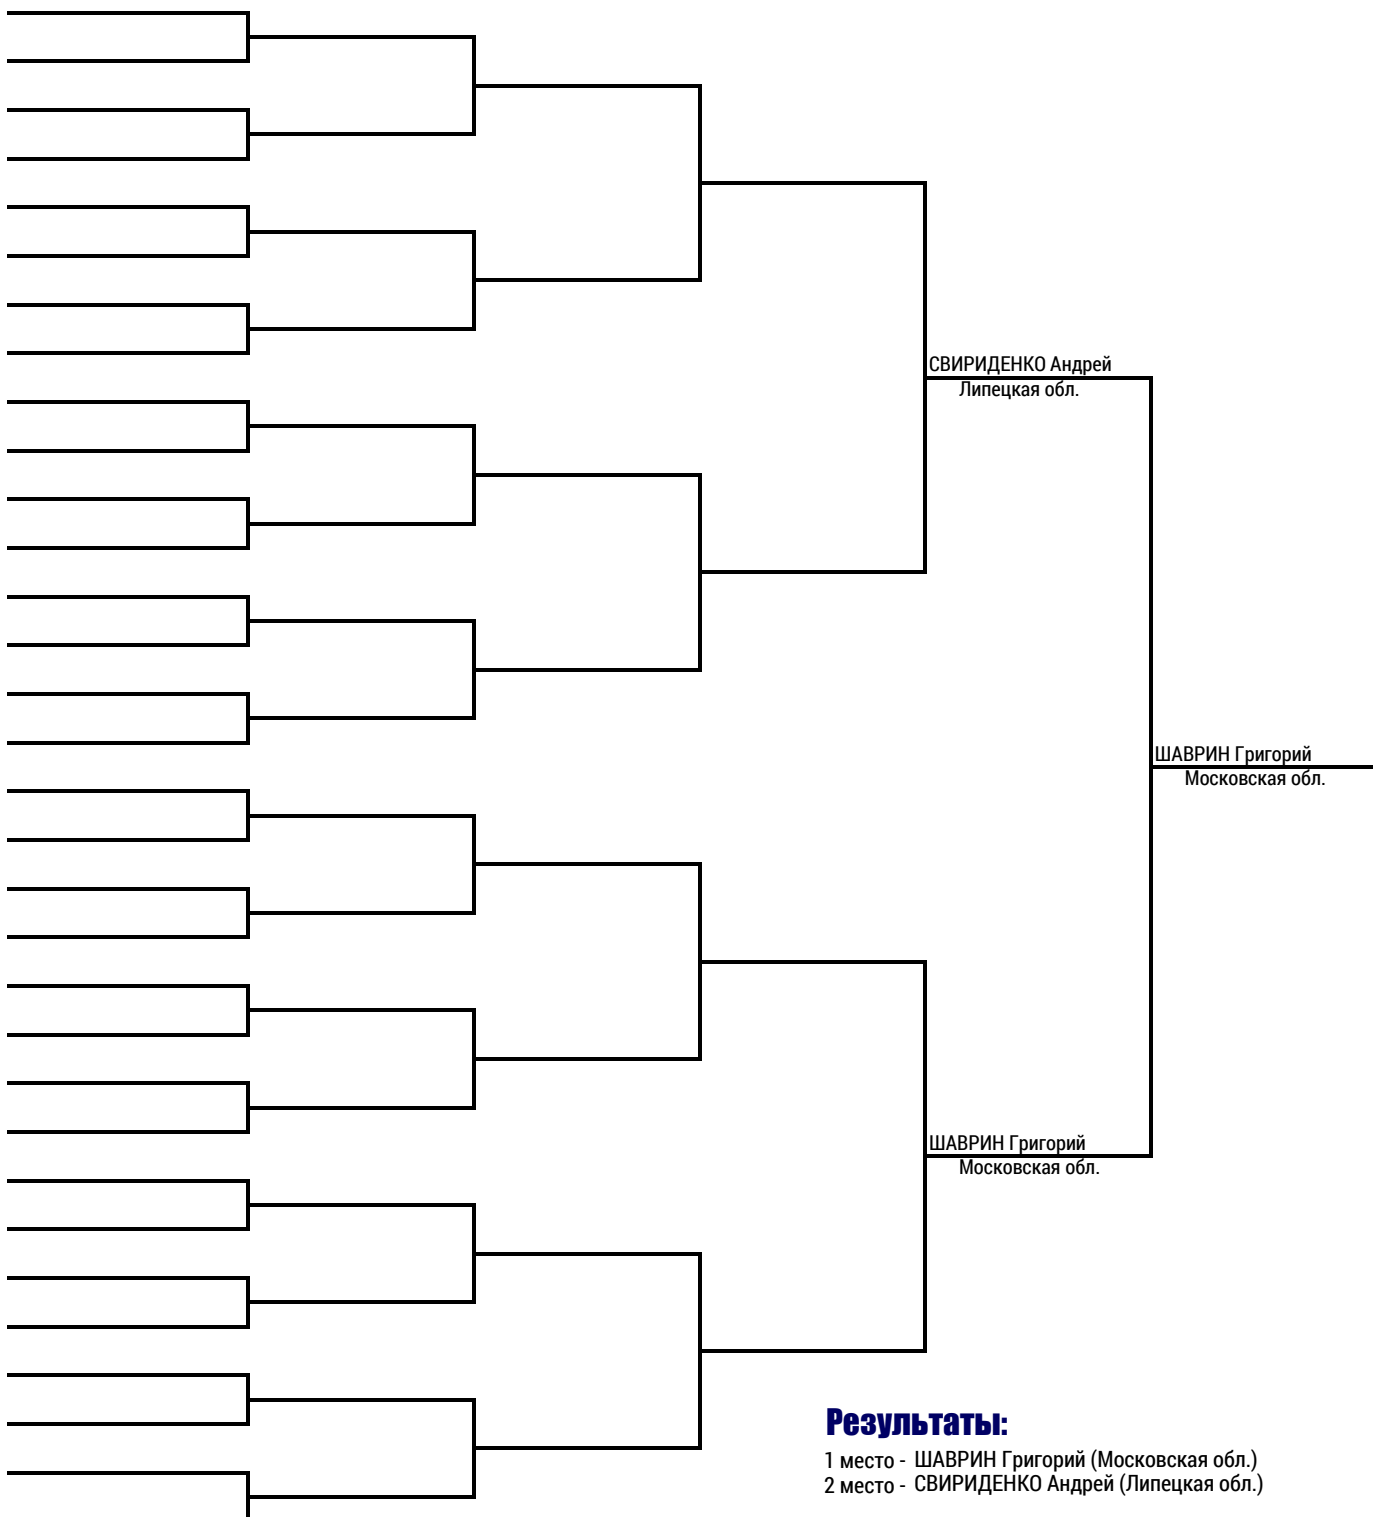 СВИРИДЕНКО Андрей
Липецкая обл.
ШАВРИН Григорий
Московская обл.
ШАВРИН Григорий
Московская обл.
Результаты:
1 место - ШАВРИН Григорий (Московская обл.)
2 место - СВИРИДЕНКО Андрей (Липецкая обл.)